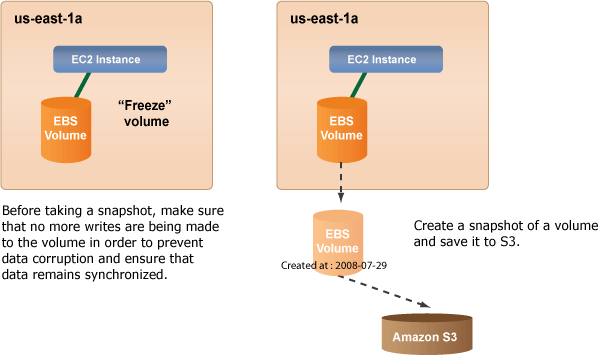 us-east-1a
EC2 Instance
EBS
Volume
“Freeze”
volume
Before taking a snapshot, make sure
that no more writes are being made
to the volume in order to prevent
data corruption and ensure that
data remains synchronized.
us-east-1a
EC2 Instance
EBS
Volume
EBS
Volume
Created at : 2008-07-29
Create a snapshot of a volume
and save it to S3.
Amazon S3